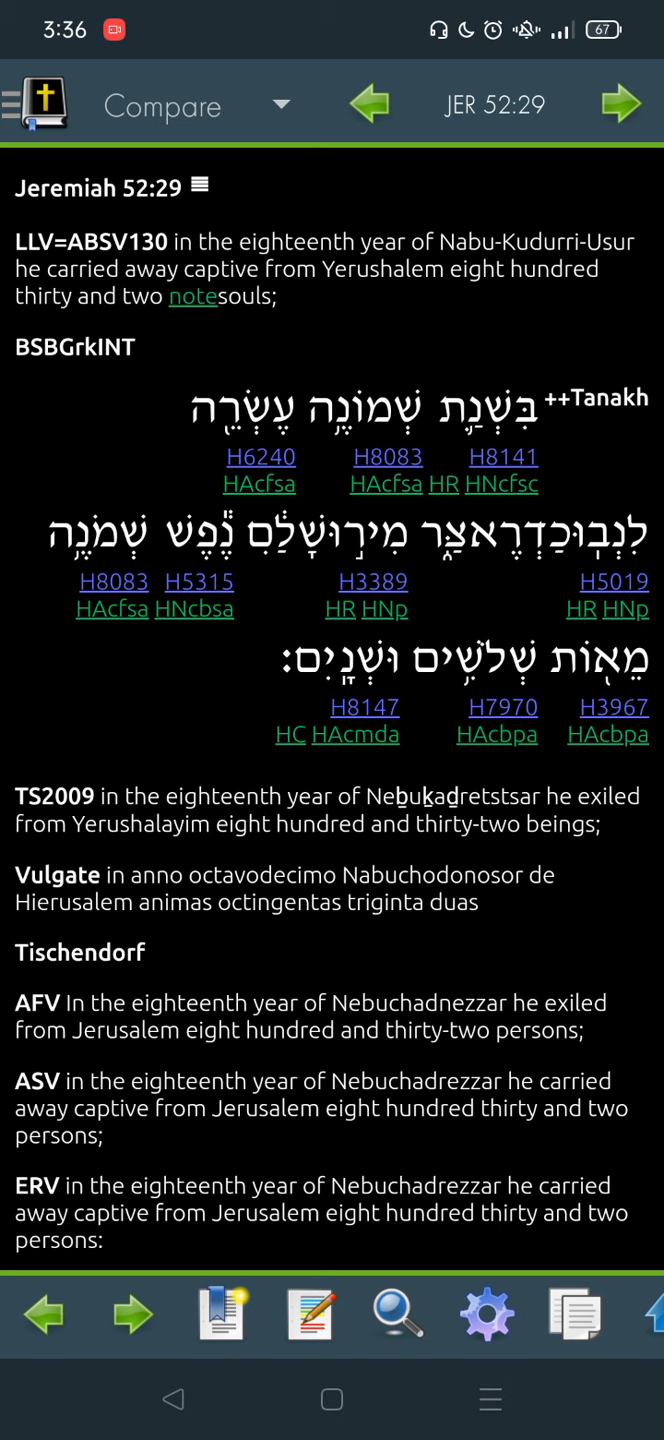 3:36
67
Compare
JER 52:29
Jeremiah 52:29
LLV=ABSV130 in the eighteenth year of Nabu-Kudurri-Usur
he carried away captive from Yerushalem eight hundred
thirty and two notesouls;
BSBGrkINT
++Tanakh בִּשְׁנַ֛ת שְׁמוֹנֶ֥ה עֶשְׂרֵ֖ה
H6240 H8083 H8141
HAcfsa HAcfsa HR HNcfsc
לִנְבֽוּכַדְרֶאצַּ֑ר מִירֽוּשָׁלִַ֔ם נֶ֕פֶשׁ שְׁמֹנֶ֥ה
H8083 H5315 H3389 H5019
HAcfsa HNcbsa HR HNp HR HNp
מֵא֖וֹת שְׁלֹשִׁ֥ים וּשְׁנָֽיִם׃
H8147 H7970 H3967
HC HAcmda HAcbpa HAcbpa
TS2009 in the eighteenth year of Neḇuḵaḏretstsar he exiled
from Yerushalayim eight hundred and thirty-two beings;
Vulgate in anno octavodecimo Nabuchodonosor de
Hierusalem animas octingentas triginta duas
Tischendorf
AFV In the eighteenth year of Nebuchadnezzar he exiled
from Jerusalem eight hundred and thirty-two persons;
ASV in the eighteenth year of Nebuchadrezzar he carried
away captive from Jerusalem eight hundred thirty and two
persons;
ERV in the eighteenth year of Nebuchadrezzar he carried
away captive from Jerusalem eight hundred thirty and two
persons: